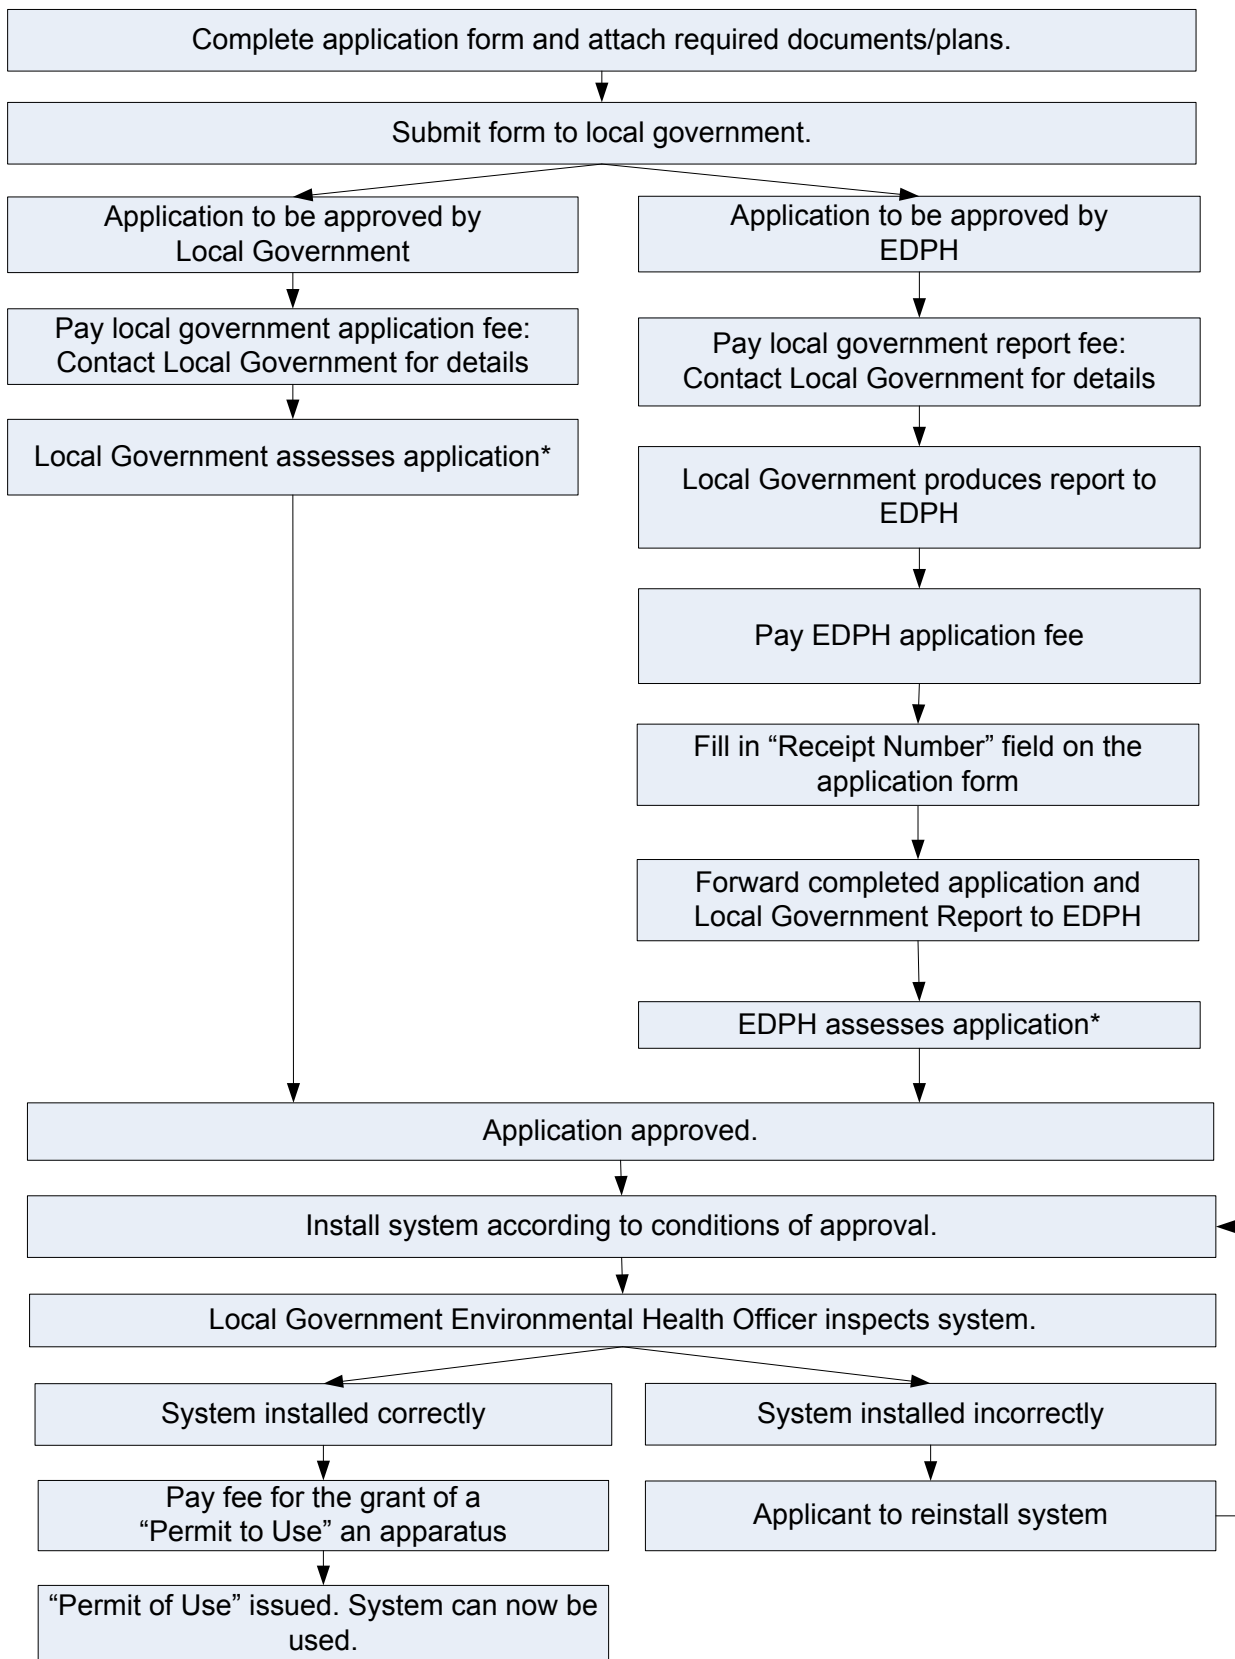 Complete application form and attach required documents/plans.
Submit form to local government.
Application to be approved by
Local Government
Pay local government application fee:
Contact Local Government for details
Local Government assesses application*
Application to be approved by
EDPH
Pay local government report fee:
Contact Local Government for details
Local Government produces report to
EDPH
Pay EDPH application fee
Fill in “Receipt Number” field on the
application form
Forward completed application and
Local Government Report to EDPH
EDPH assesses application*
Application approved.
Install system according to conditions of approval.
Local Government Environmental Health Officer inspects system.
System installed correctly
Pay fee for the grant of a
“Permit to Use” an apparatus
“Permit of Use” issued. System can now be
used.
System installed incorrectly
Applicant to reinstall system